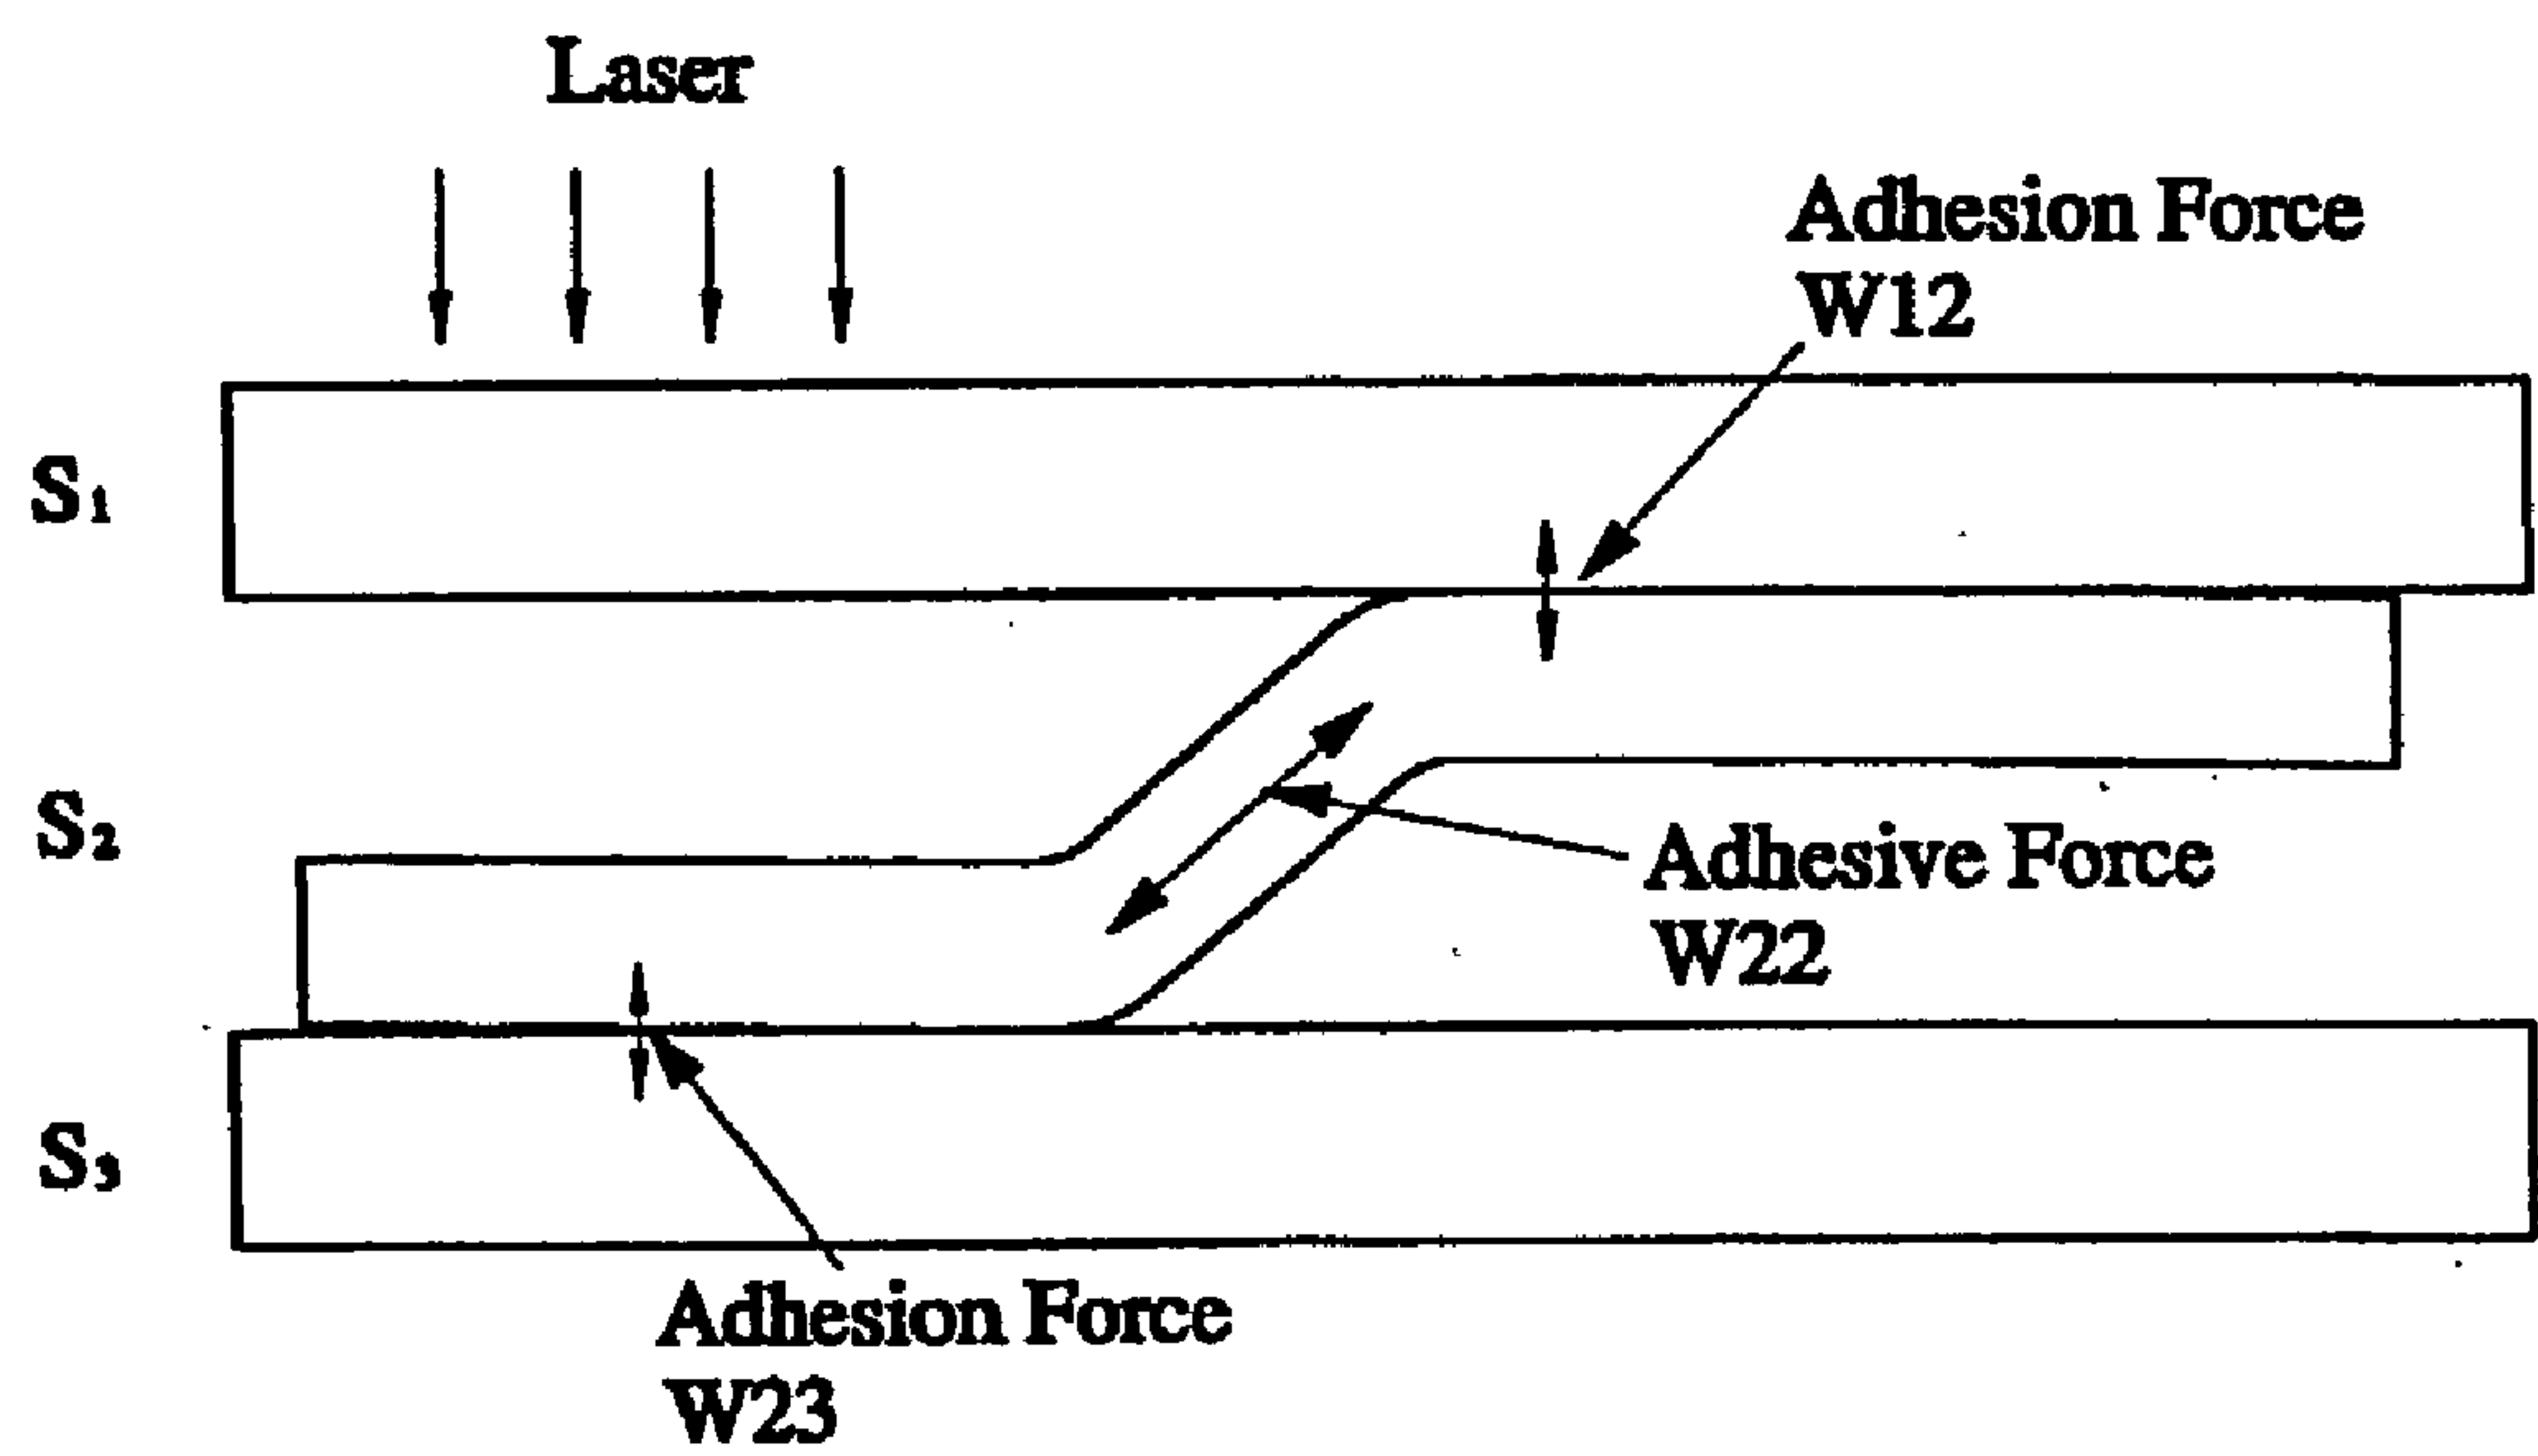 Laser
Adhesion Force
W12
S₁
S₂
Adhesive Force
W22
S₃
Adhesion Force
W23